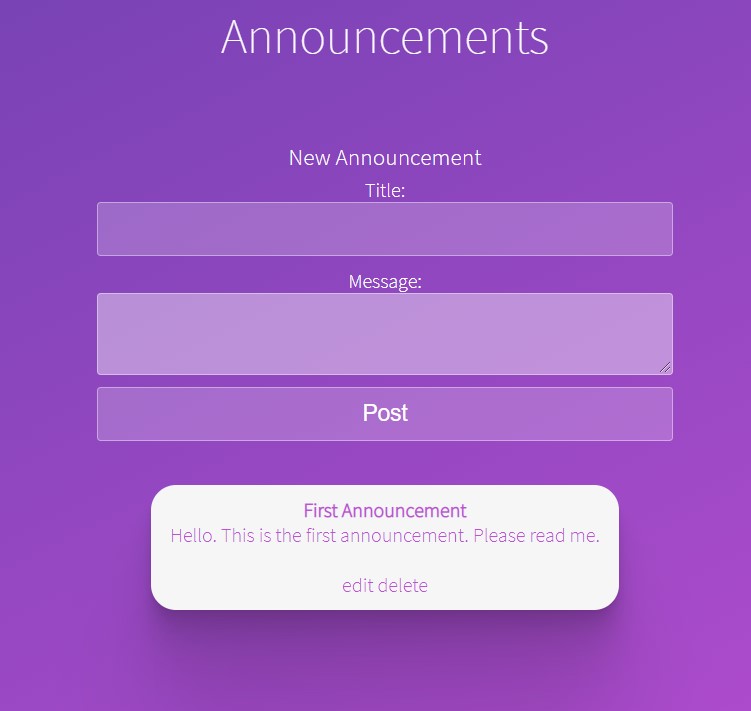 Announcements
New Announcement
Title:
Message:
Post
First Announcement
Hello. This is the first announcement. Please read me.
edit delete